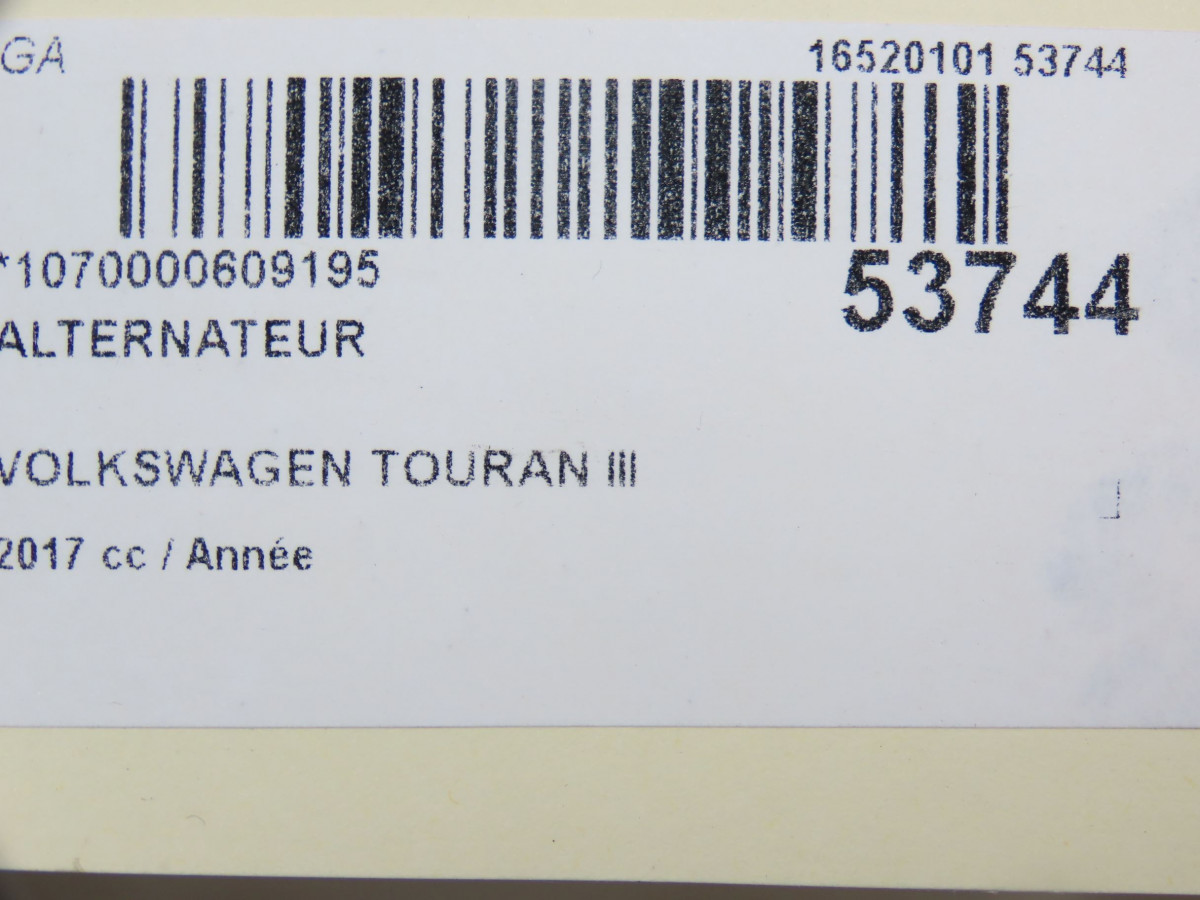 GA
16520101 53744
*1070000609195
53744
ALTERNATEUR
VOLKSWAGEN TOURAN III
2017 cc / Année